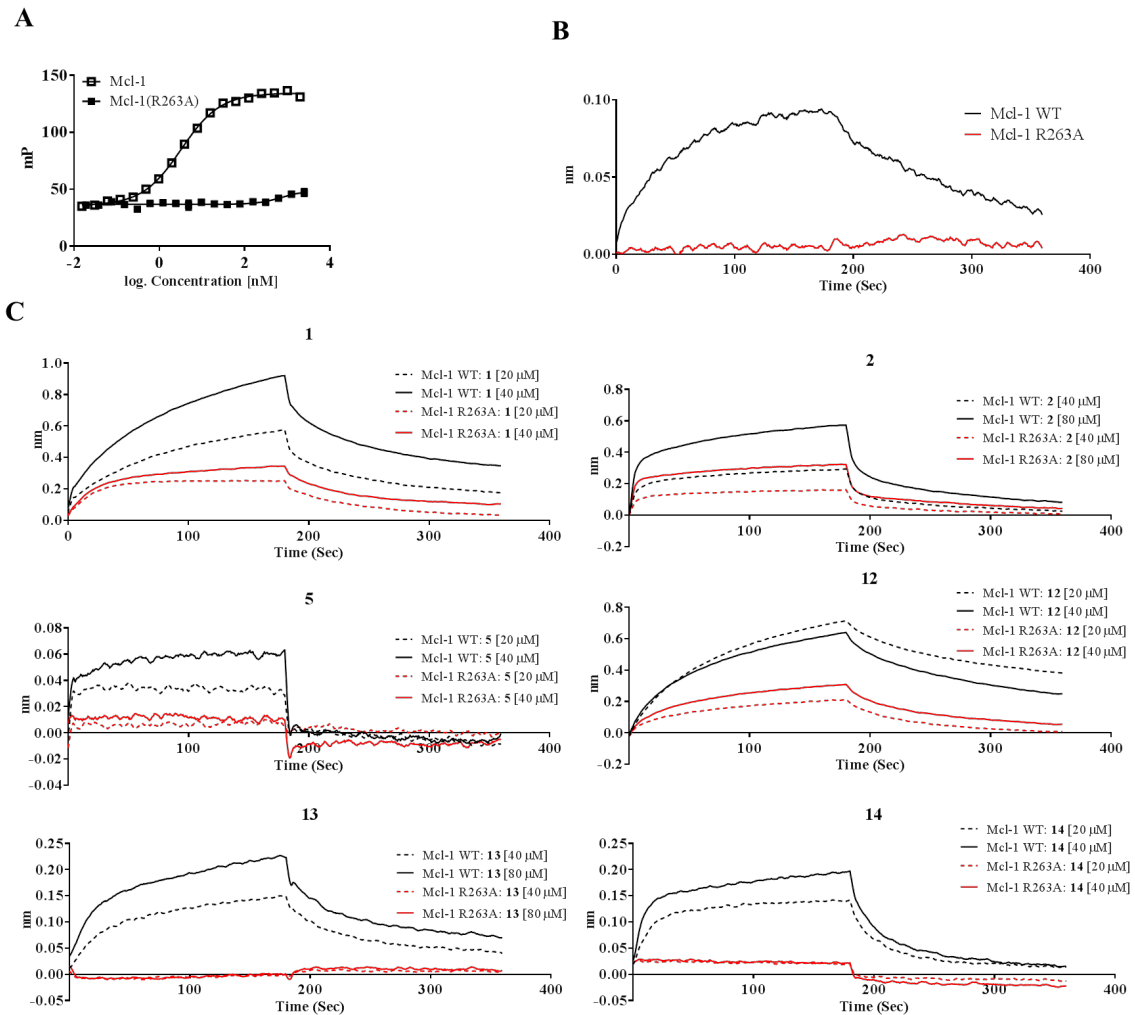 A
150
100
50
0
mP
-2
0
2
4
log. Concentration [nM]
Mcl-1
Mcl-1(R263A)
B
0.10
0.05
0.00
nm
0
100
200
300
400
Time (Sec)
Mcl-1 WT
Mcl-1 R263A
C
1
1.0
0.8
0.6
0.4
0.2
0.0
nm
0
100
200
300
400
Time (Sec)
Mcl-1 WT: 1 [20 μM]
Mcl-1 WT: 1 [40 μM]
Mcl-1 R263A: 1 [20 μM]
Mcl-1 R263A: 1 [40 μM]
2
0.8
0.6
0.4
0.2
0.0
-0.2
nm
100
200
300
400
Time (Sec)
Mcl-1 WT: 2 [40 μM]
Mcl-1 WT: 2 [80 μM]
Mcl-1 R263A: 2 [40 μM]
Mcl-1 R263A: 2 [80 μM]
5
0.08
0.06
0.04
0.02
0.00
-0.02
-0.04
nm
100
200
300
400
Time (Sec)
Mcl-1 WT: 5 [20 μM]
Mcl-1 WT: 5 [40 μM]
Mcl-1 R263A: 5 [20 μM]
Mcl-1 R263A: 5 [40 μM]
12
0.8
0.6
0.4
0.2
0.0
-0.2
nm
100
200
300
400
Time (Sec)
Mcl-1 WT: 12 [20 μM]
Mcl-1 WT: 12 [40 μM]
Mcl-1 R263A: 12 [20 μM]
Mcl-1 R263A: 12 [40 μM]
13
0.25
0.20
0.15
0.10
0.05
0.00
-0.05
nm
100
200
300
400
Time (Sec)
Mcl-1 WT: 13 [40 μM]
Mcl-1 WT: 13 [80 μM]
Mcl-1 R263A: 13 [40 μM]
Mcl-1 R263A: 13 [80 μM]
14
0.25
0.20
0.15
0.10
0.05
0.00
-0.05
nm
100
200
300
400
Time (Sec)
Mcl-1 WT: 14 [20 μM]
Mcl-1 WT: 14 [40 μM]
Mcl-1 R263A: 14 [20 μM]
Mcl-1 R263A: 14 [40 μM]